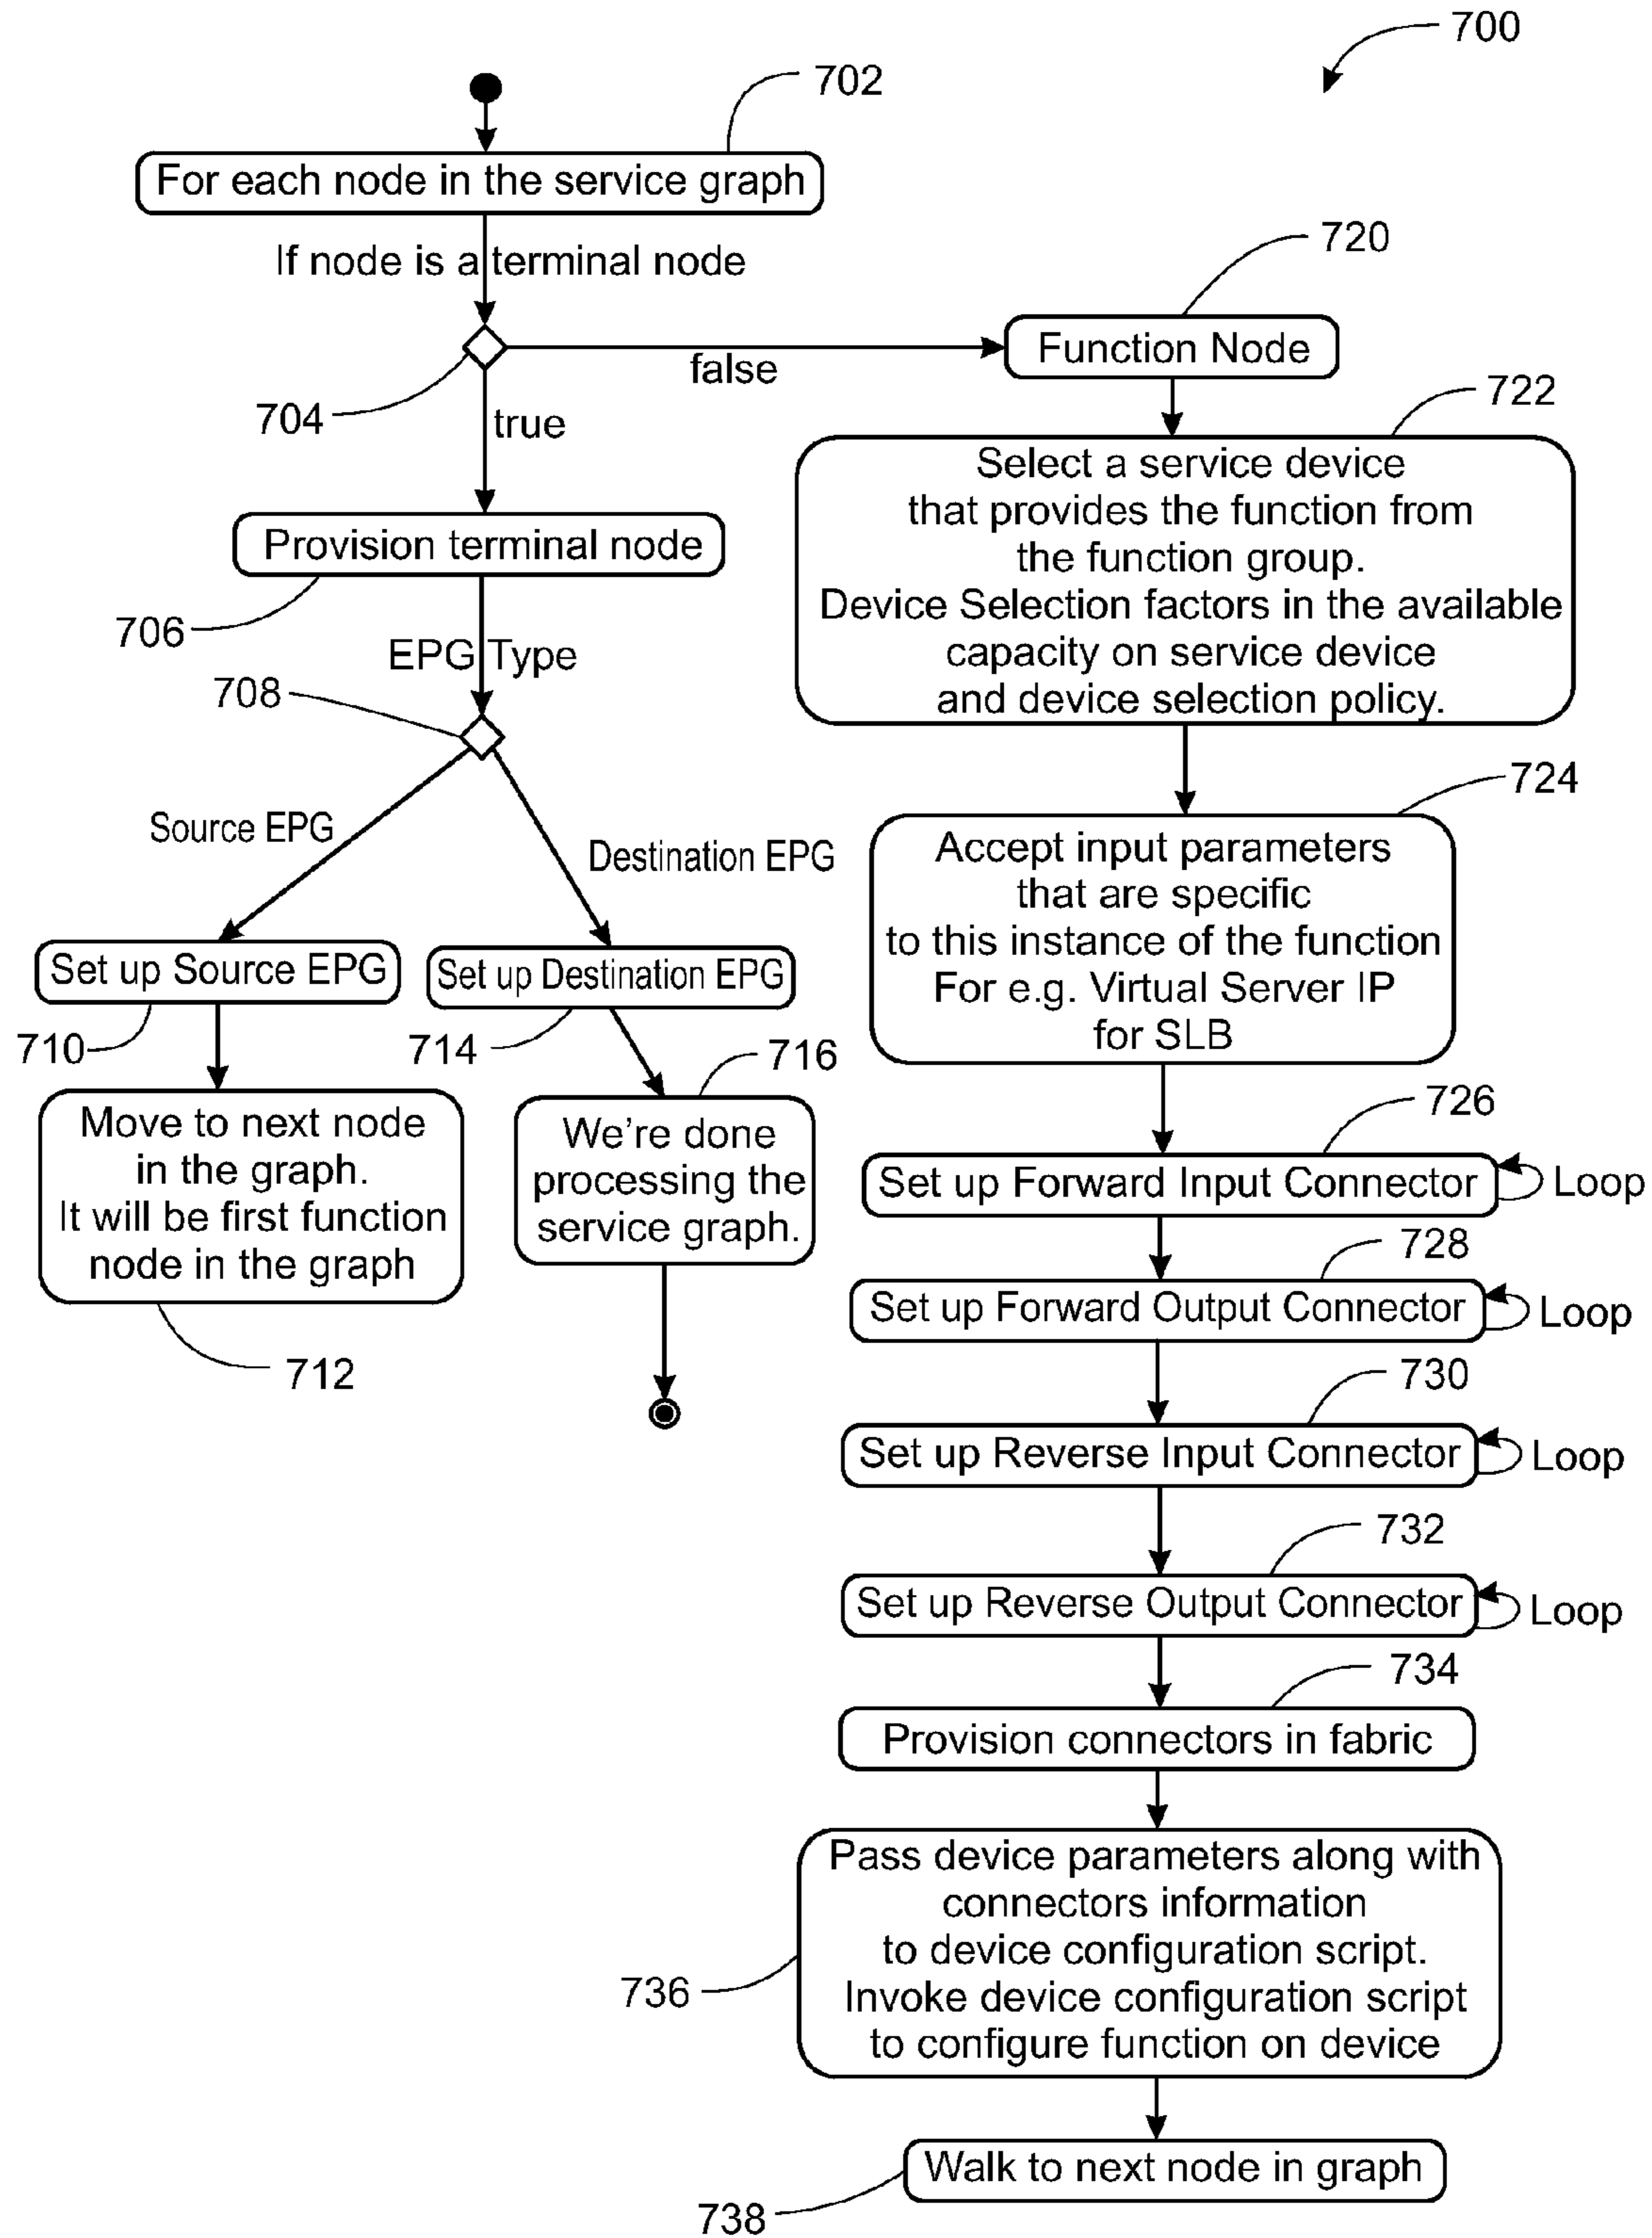 700
702
For each node in the service graph
If node is a terminal node
720
Function Node
false
704
true
722
Select a service device
that provides the function from
the function group.
Device Selection factors in the available
capacity on service device
and device selection policy.
Provision terminal node
706
EPG Type
708
Source EPG
Destination EPG
724
Accept input parameters
that are specific
to this instance of the function
For e.g. Virtual Server IP
for SLB
Set up Source EPG
Set up Destination EPG
710
714
716
Move to next node
in the graph.
It will be first function
node in the graph
712
We're done
processing the
service graph.
726
Set up Forward Input Connector
Loop
728
Set up Forward Output Connector
Loop
730
Set up Reverse Input Connector
Loop
732
Set up Reverse Output Connector
Loop
734
Provision connectors in fabric
Pass device parameters along with
connectors information
to device configuration script.
Invoke device configuration script
to configure function on device
736
Walk to next node in graph
738